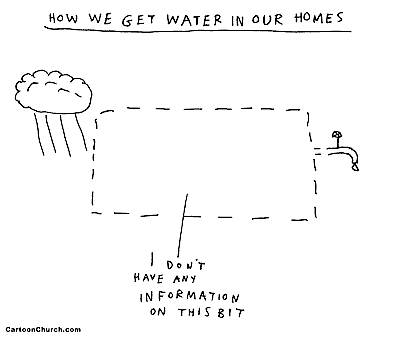 HOW WE GET WATER IN OUR HOMES
I DON'T
HAVE ANY
INFORMATION
ON THIS BIT
CartoonChurch.com